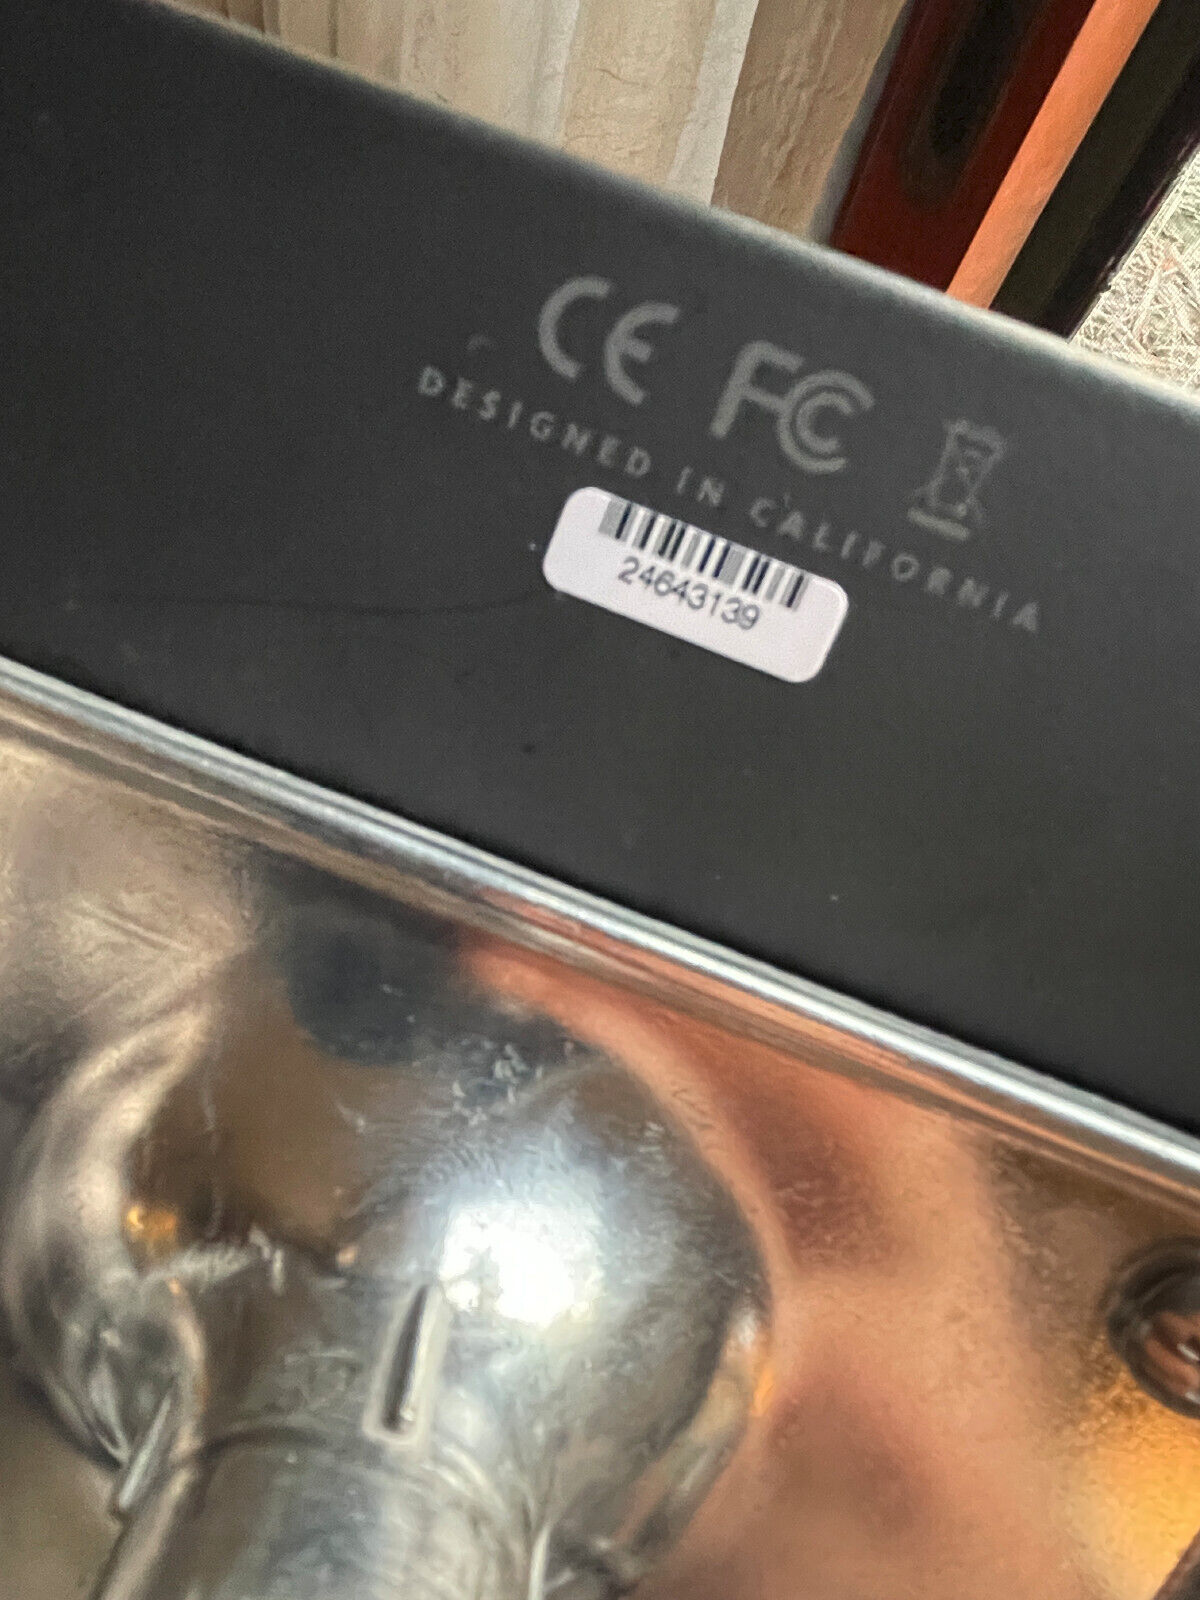 CE FC
DESIGNED IN CALIFORNIA
24643139